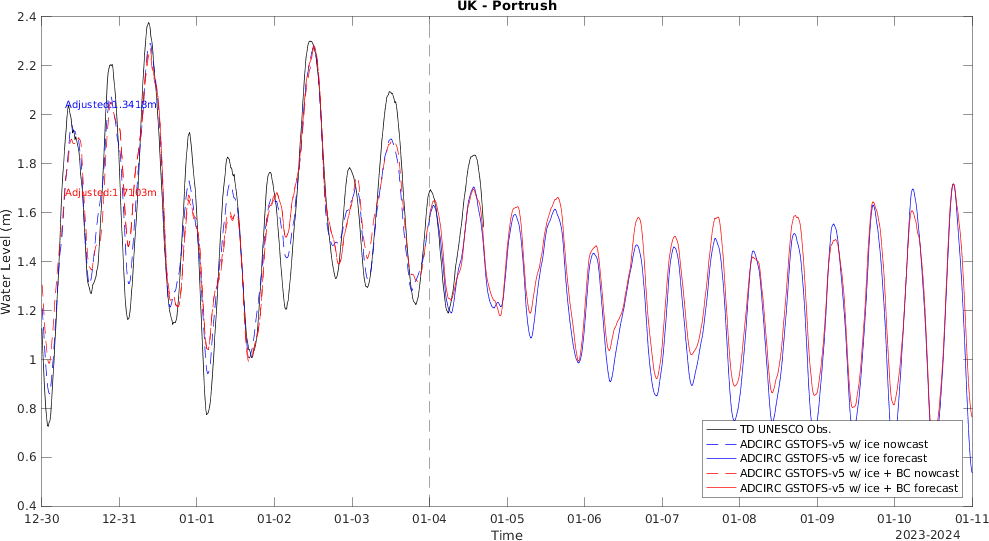 UK - Portrush
2.4
2.2
2
1.8
1.6
1.4
1.2
1
0.8
0.6
0.4
Water Level (m)
Adjusted:1.3418m
Adjusted:1.7103m
TD UNESCO Obs.
ADCIRC GSTOFS-v5 w/ ice nowcast
ADCIRC GSTOFS-v5 w/ ice forecast
ADCIRC GSTOFS-v5 w/ ice + BC nowcast
ADCIRC GSTOFS-v5 w/ ice + BC forecast
12-30 12-31 01-01 01-02 01-03 01-04 01-05 01-06 01-07 01-08 01-09 01-10 01-11
Time
2023-2024